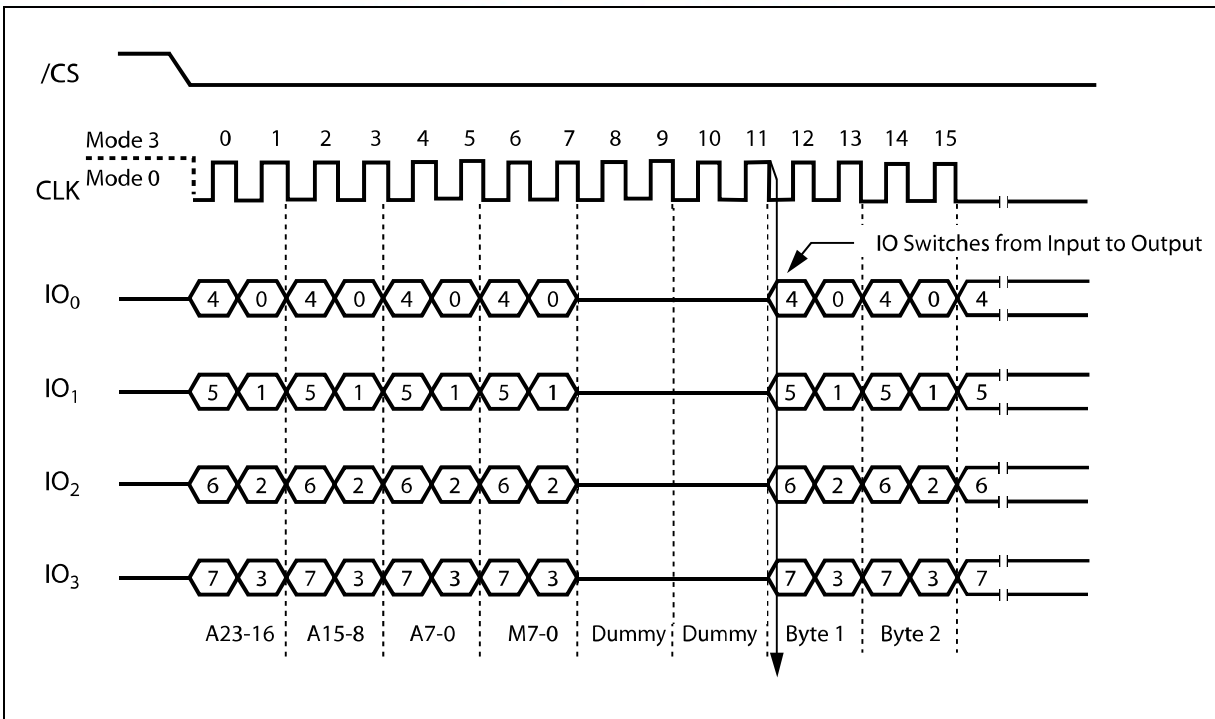 /CS
Mode 3
0 1 2 3 4 5 6 7 8 9 10 11 12 13 14 15
Mode 0
CLK
IO Switches from Input to Output
IO0 4 0 4 0 4 0 4 0 4 0 4 0 4
IO1 5 1 5 1 5 1 5 1 5 1 5 1 5
IO2 6 2 6 2 6 2 6 2 6 2 6 2 6
IO3 7 3 7 3 7 3 7 3 7 3 7 3 7
A23-16 A15-8 A7-0 M7-0 Dummy Dummy Byte 1 Byte 2